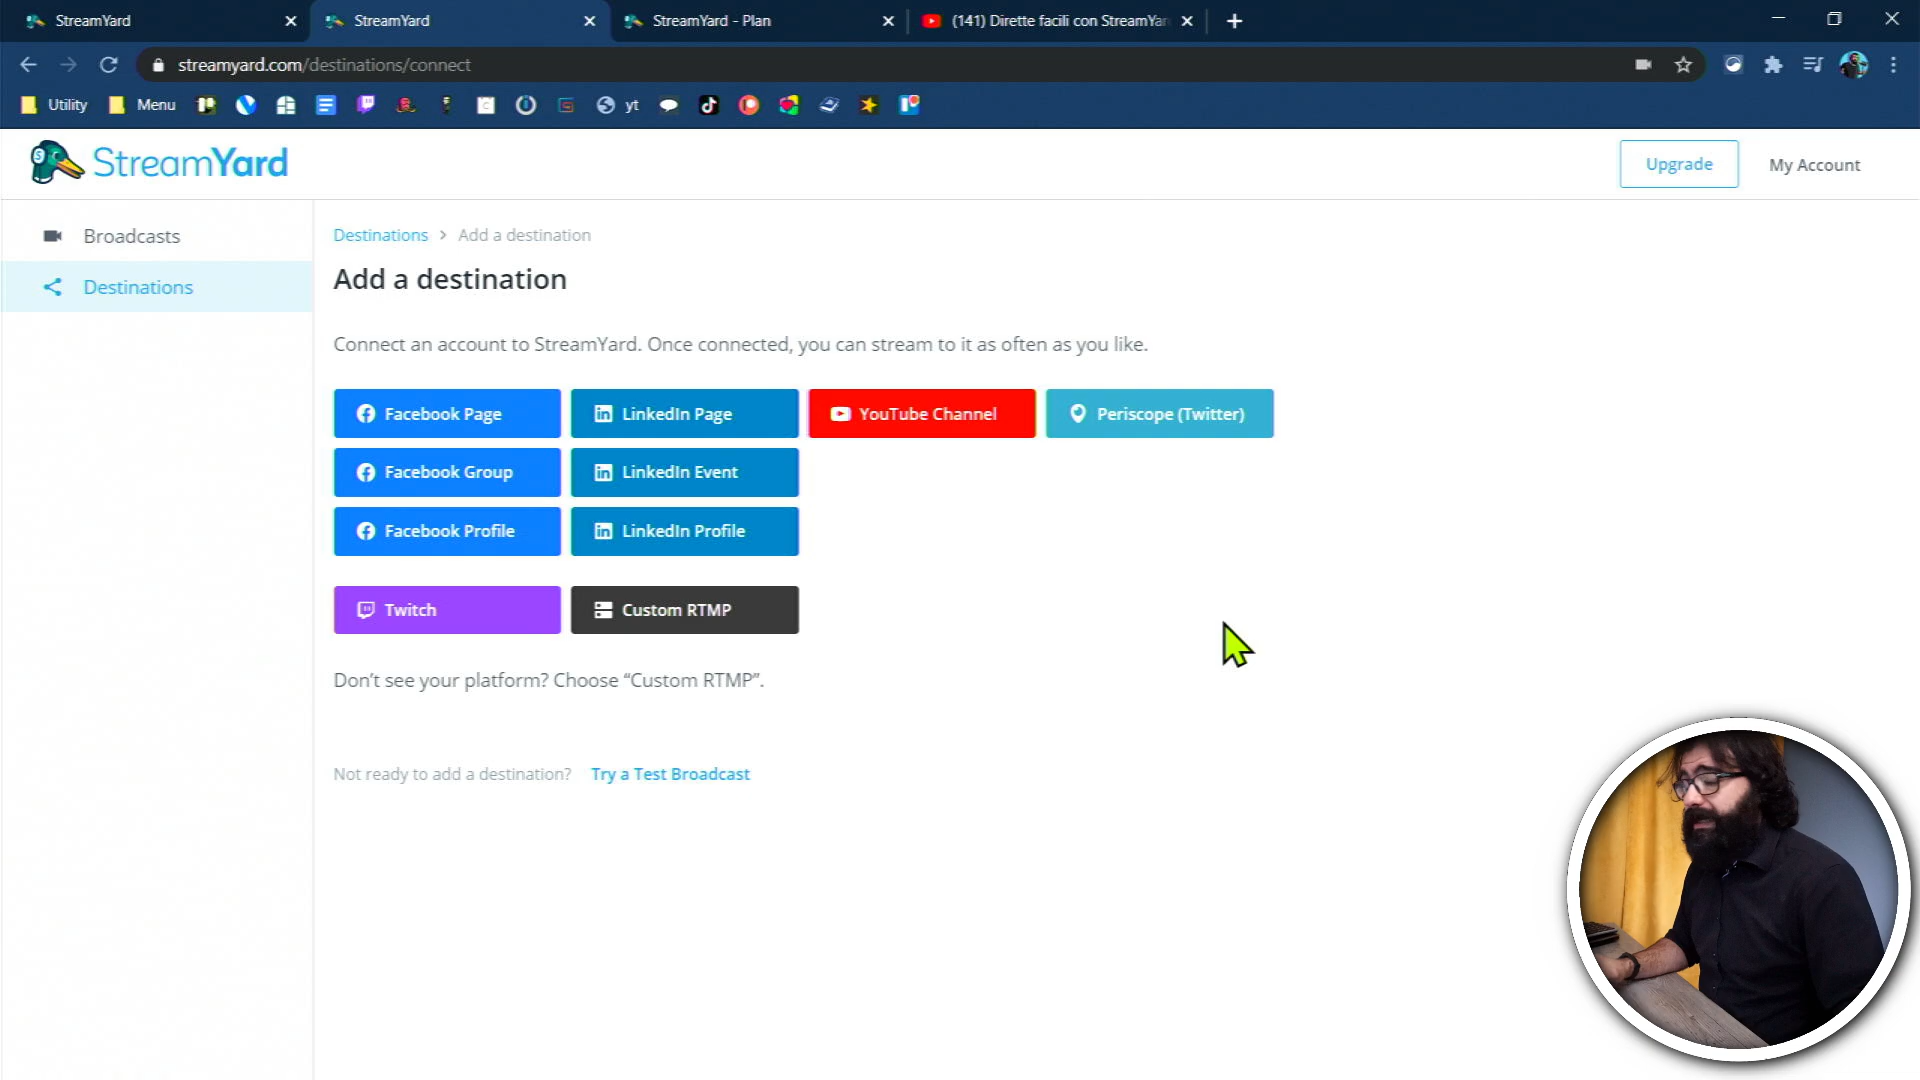 StreamYard
StreamYard
StreamYard - Plan
(141) Dirette facili con StreamYar
streamyard.com/destinations/connect
Utility
Menu
yt
StreamYard
Upgrade
My Account
Broadcasts
Destinations
Destinations > Add a destination
Add a destination
Connect an account to StreamYard. Once connected, you can stream to it as often as you like.
Facebook Page
LinkedIn Page
YouTube Channel
Periscope (Twitter)
Facebook Group
LinkedIn Event
Facebook Profile
LinkedIn Profile
Twitch
Custom RTMP
Don't see your platform? Choose “Custom RTMP”.
Not ready to add a destination? Try a Test Broadcast